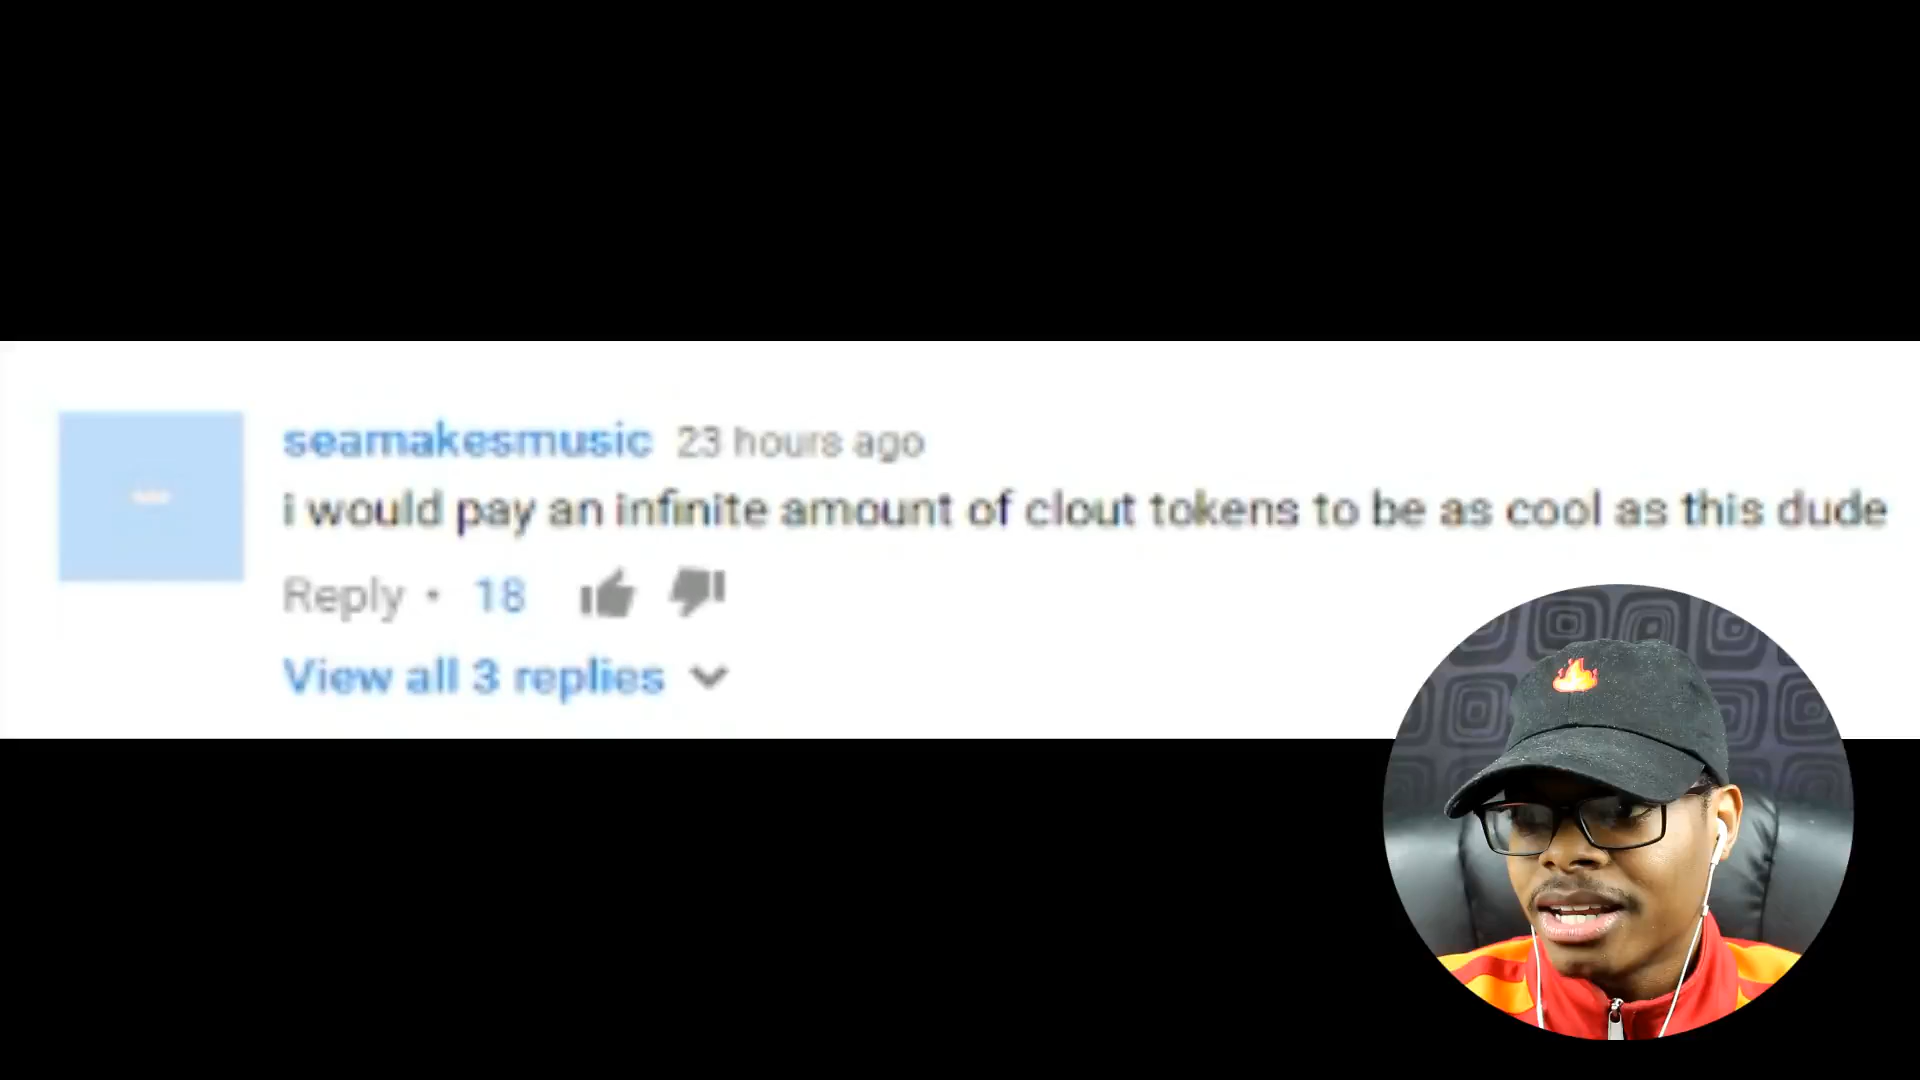 seamakesmusic 23 hours ago
i would pay an infinite amount of clout tokens to be as cool as this dude
Reply • 18
View all 3 replies